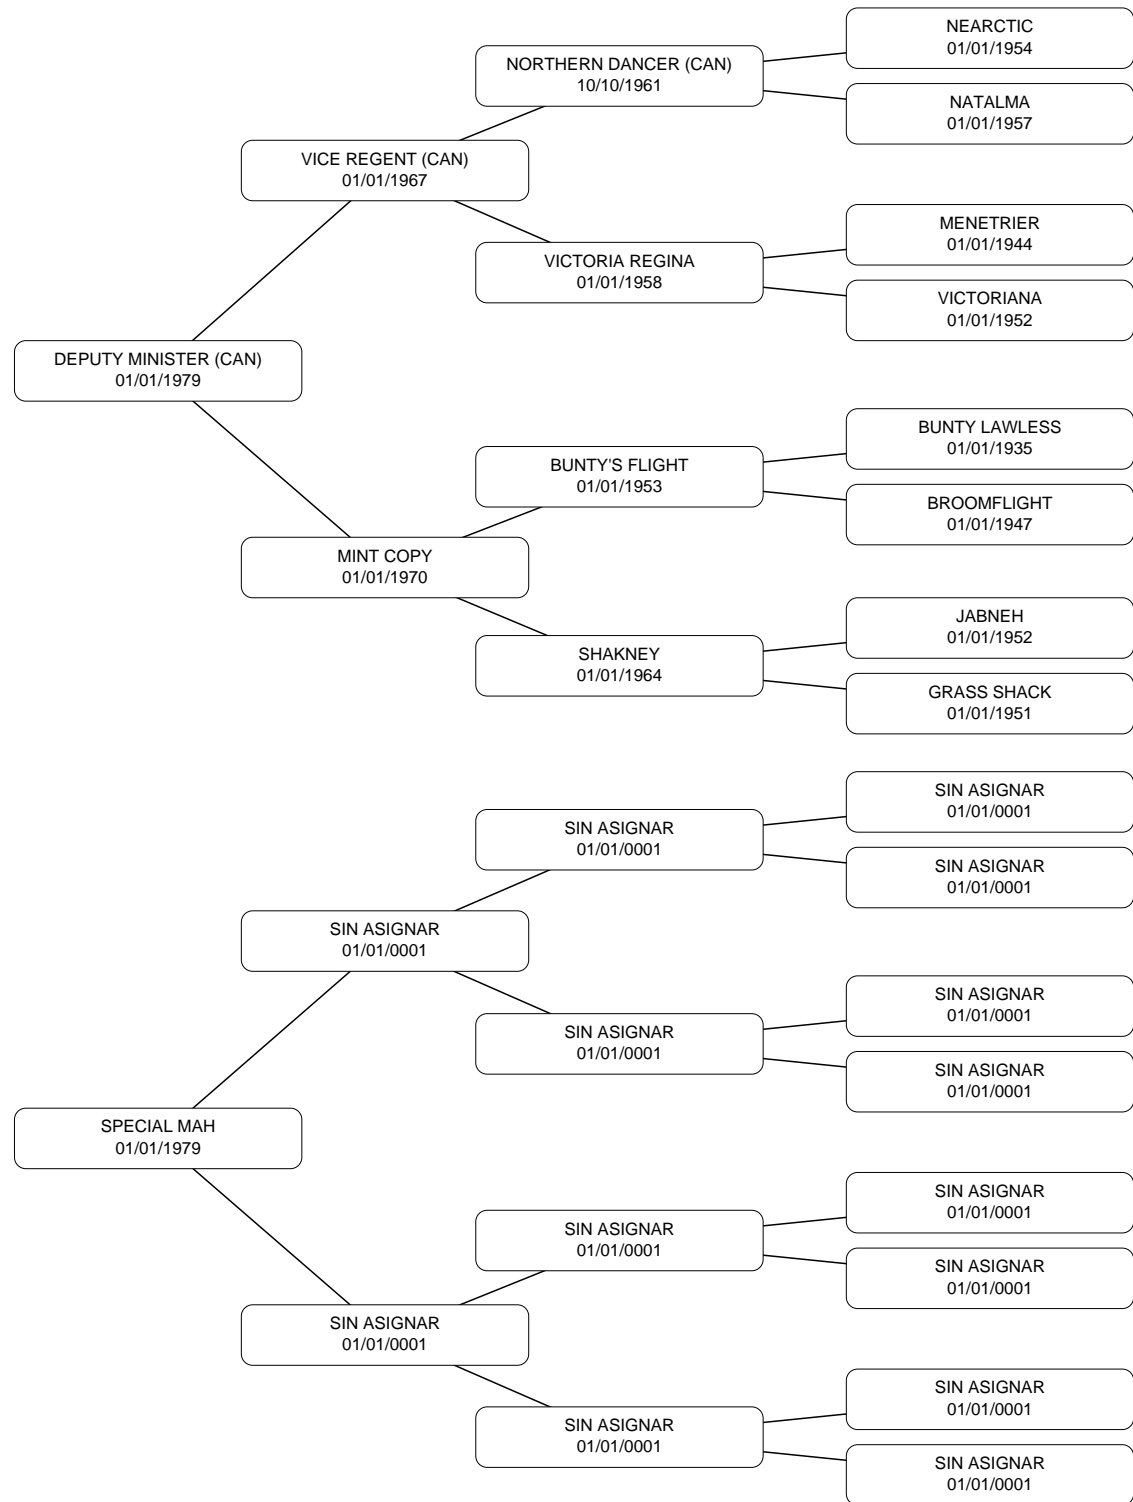 NEARCTIC
01/01/1954
NORTHERN DANCER (CAN)
10/10/1961
NATALMA
01/01/1957
VICE REGENT (CAN)
01/01/1967
MENETRIER
01/01/1944
VICTORIA REGINA
01/01/1958
VICTORIANA
01/01/1952
DEPUTY MINISTER (CAN)
01/01/1979
BUNTY LAWLESS
01/01/1935
BUNTY'S FLIGHT
01/01/1953
BROOMFLIGHT
01/01/1947
MINT COPY
01/01/1970
JABNEH
01/01/1952
SHAKNEY
01/01/1964
GRASS SHACK
01/01/1951
SIN ASIGNAR
01/01/0001
SIN ASIGNAR
01/01/0001
SIN ASIGNAR
01/01/0001
SIN ASIGNAR
01/01/0001
SIN ASIGNAR
01/01/0001
SIN ASIGNAR
01/01/0001
SIN ASIGNAR
01/01/0001
SPECIAL MAH
01/01/1979
SIN ASIGNAR
01/01/0001
SIN ASIGNAR
01/01/0001
SIN ASIGNAR
01/01/0001
SIN ASIGNAR
01/01/0001
SIN ASIGNAR
01/01/0001
SIN ASIGNAR
01/01/0001
SIN ASIGNAR
01/01/0001